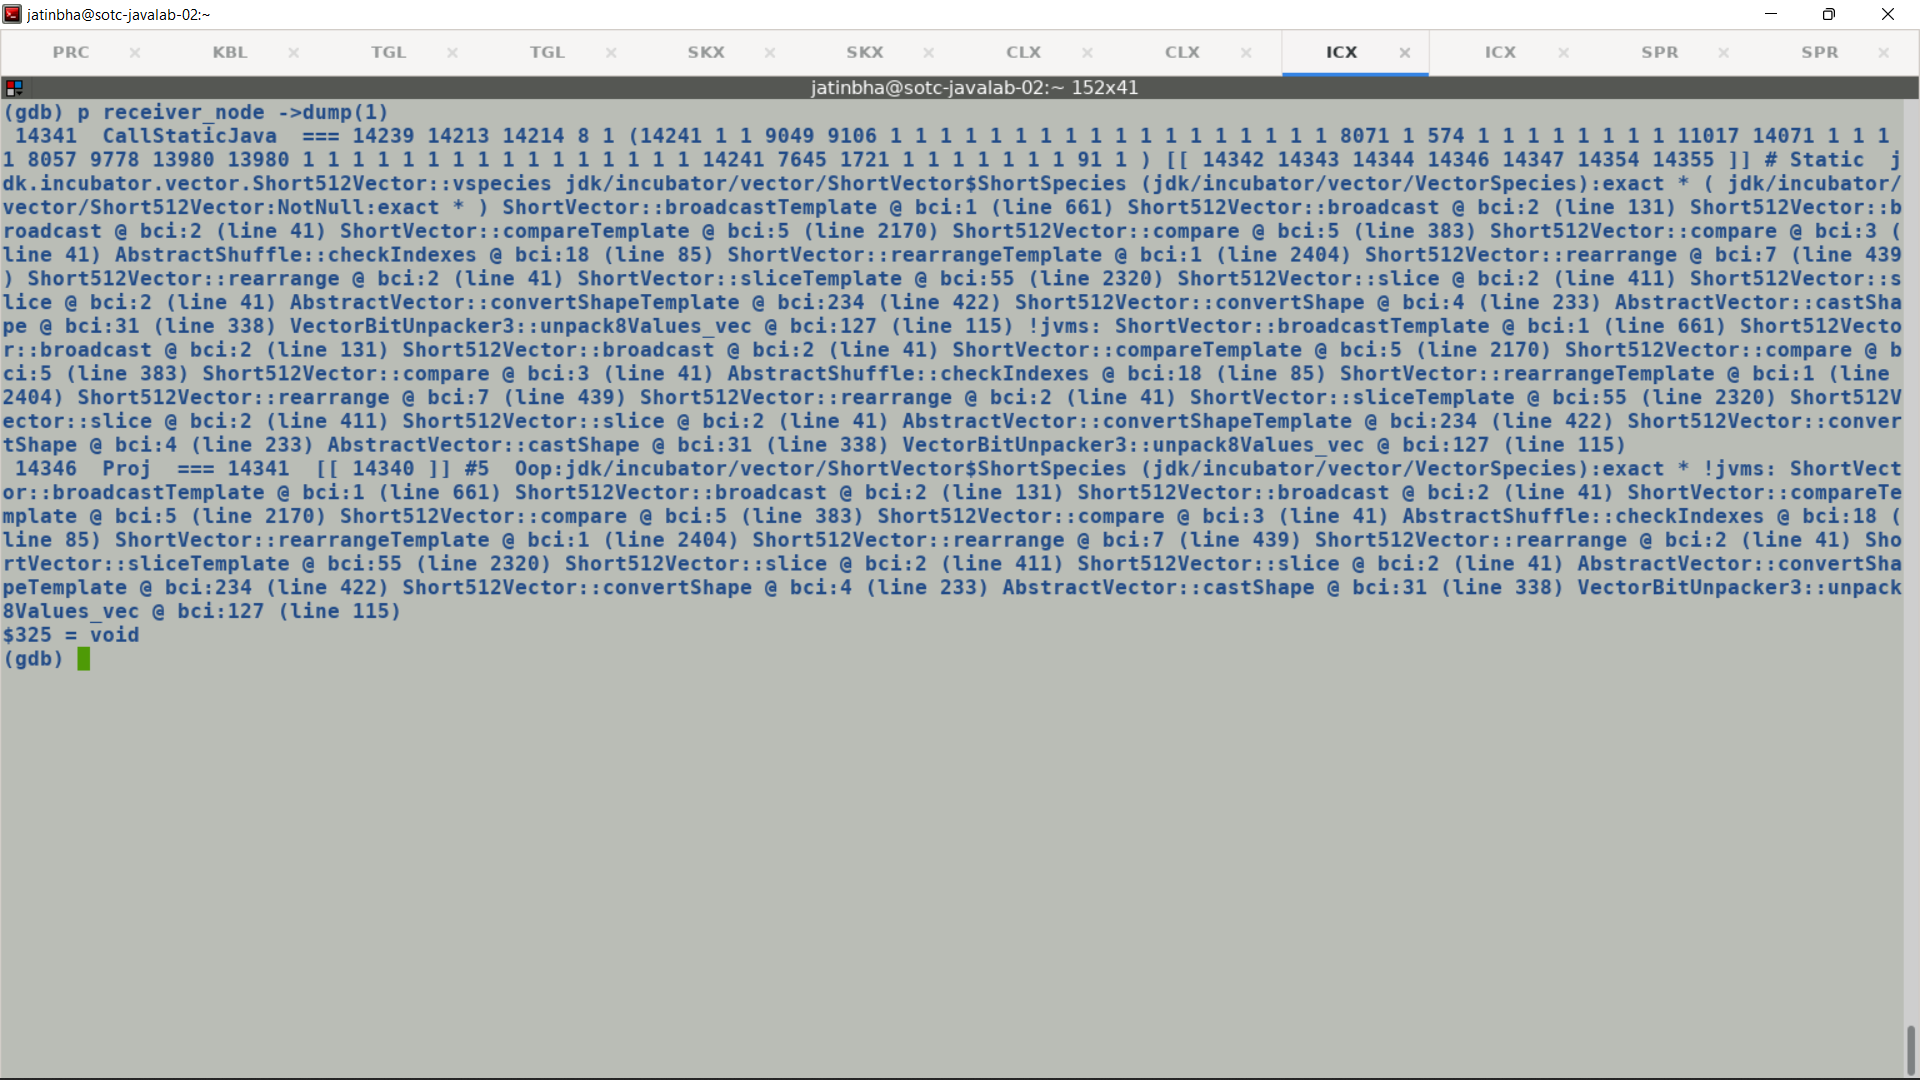 jatinbha@sotc-javalab-02:~
PRC KBL TGL TGL SKX SKX CLX CLX ICX ICX SPR SPR
jatinbha@sotc-javalab-02:~ 152x41
(gdb) p receiver_node ->dump(1)
 14341  CallStaticJava  === 14239 14213 14214 8 1 (14241 1 1 9049 9106 1 1 1 1 1 1 1 1 1 1 1 1 1 1 1 1 1 1 8071 1 574 1 1 1 1 1 1 1 1 11017 14071 1 1 1
1 8057 9778 13980 13980 1 1 1 1 1 1 1 1 1 1 1 1 1 1 1 1 14241 7645 1721 1 1 1 1 1 1 1 91 1 ) [[ 14342 14343 14344 14346 14347 14354 14355 ]] # Static  j
dk.incubator.vector.Short512Vector::vspecies jdk/incubator/vector/ShortVector$ShortSpecies (jdk/incubator/vector/VectorSpecies):exact * ( jdk/incubator/
vector/Short512Vector:NotNull:exact * ) ShortVector::broadcastTemplate @ bci:1 (line 661) Short512Vector::broadcast @ bci:2 (line 131) Short512Vector::b
roadcast @ bci:2 (line 41) ShortVector::compareTemplate @ bci:5 (line 2170) Short512Vector::compare @ bci:5 (line 383) Short512Vector::compare @ bci:3 (
line 41) AbstractShuffle::checkIndexes @ bci:18 (line 85) ShortVector::rearrangeTemplate @ bci:1 (line 2404) Short512Vector::rearrange @ bci:7 (line 439
) Short512Vector::rearrange @ bci:2 (line 41) ShortVector::sliceTemplate @ bci:55 (line 2320) Short512Vector::slice @ bci:2 (line 411) Short512Vector::s
lice @ bci:2 (line 41) AbstractVector::convertShapeTemplate @ bci:234 (line 422) Short512Vector::convertShape @ bci:4 (line 233) AbstractVector::castSha
pe @ bci:31 (line 338) VectorBitUnpacker3::unpack8Values_vec @ bci:127 (line 115) !jvms: ShortVector::broadcastTemplate @ bci:1 (line 661) Short512Vecto
r::broadcast @ bci:2 (line 131) Short512Vector::broadcast @ bci:2 (line 41) ShortVector::compareTemplate @ bci:5 (line 2170) Short512Vector::compare @ b
ci:5 (line 383) Short512Vector::compare @ bci:3 (line 41) AbstractShuffle::checkIndexes @ bci:18 (line 85) ShortVector::rearrangeTemplate @ bci:1 (line
2404) Short512Vector::rearrange @ bci:7 (line 439) Short512Vector::rearrange @ bci:2 (line 41) ShortVector::sliceTemplate @ bci:55 (line 2320) Short512V
ector::slice @ bci:2 (line 411) Short512Vector::slice @ bci:2 (line 41) AbstractVector::convertShapeTemplate @ bci:234 (line 422) Short512Vector::conver
tShape @ bci:4 (line 233) AbstractVector::castShape @ bci:31 (line 338) VectorBitUnpacker3::unpack8Values_vec @ bci:127 (line 115)
 14346  Proj  === 14341  [[ 14340 ]] #5  Oop:jdk/incubator/vector/ShortVector$ShortSpecies (jdk/incubator/vector/VectorSpecies):exact * !jvms: ShortVect
or::broadcastTemplate @ bci:1 (line 661) Short512Vector::broadcast @ bci:2 (line 131) Short512Vector::broadcast @ bci:2 (line 41) ShortVector::compareTe
mplate @ bci:5 (line 2170) Short512Vector::compare @ bci:5 (line 383) Short512Vector::compare @ bci:3 (line 41) AbstractShuffle::checkIndexes @ bci:18 (
line 85) ShortVector::rearrangeTemplate @ bci:1 (line 2404) Short512Vector::rearrange @ bci:7 (line 439) Short512Vector::rearrange @ bci:2 (line 41) Sho
rtVector::sliceTemplate @ bci:55 (line 2320) Short512Vector::slice @ bci:2 (line 411) Short512Vector::slice @ bci:2 (line 41) AbstractVector::convertSha
peTemplate @ bci:234 (line 422) Short512Vector::convertShape @ bci:4 (line 233) AbstractVector::castShape @ bci:31 (line 338) VectorBitUnpacker3::unpack
8Values_vec @ bci:127 (line 115)
$325 = void
(gdb)